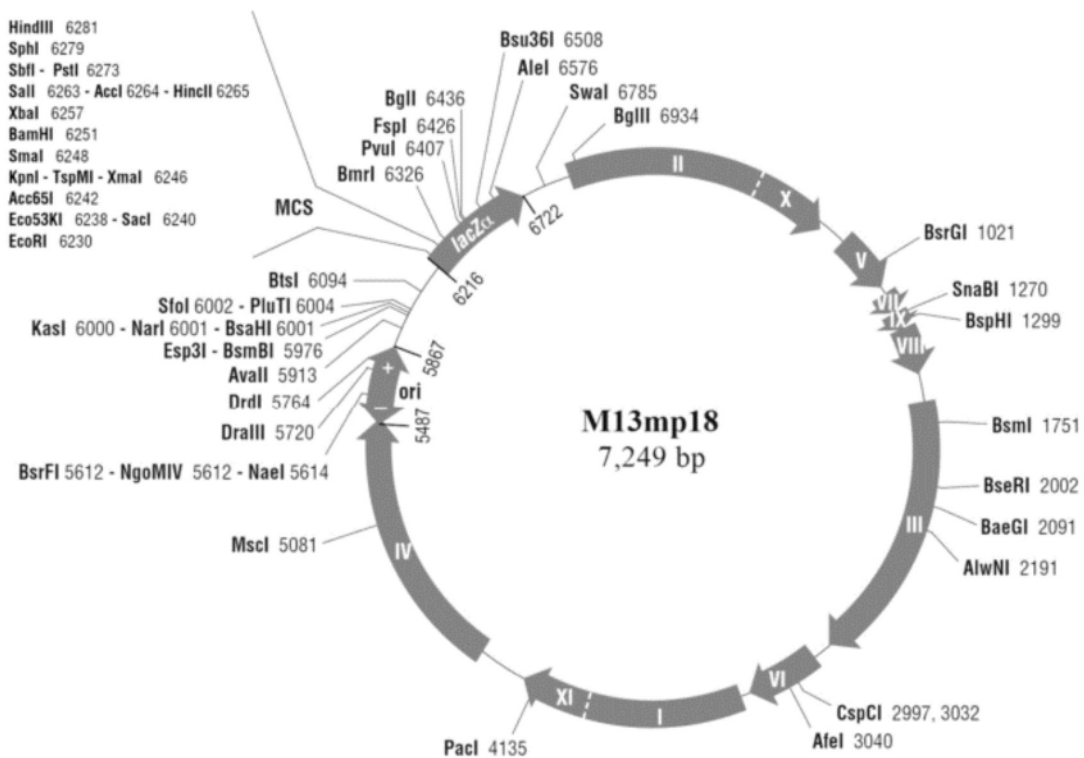 HindIII 6281
SphI 6279
SbfI - PstI 6273
SalI 6263 - AccI 6264 - HincII 6265
XbaI 6257
BamHI 6251
SmaI 6248
KpnI - TspMI - XmaI 6246
Acc65I 6242
Eco53KI 6238 - SacI 6240
EcoRI 6230
MCS
Bsu36I 6508
AleI 6576
SwaI 6785
BglII 6934
BglI 6436
FspI 6426
PvuI 6407
BmrI 6326
lacZα
6722
6216
II
X
V
BsrGI 1021
VII
SnaBI 1270
IX
BspHI 1299
VIII
BtsI 6094
SfoI 6002 - PluTI 6004
KasI 6000 - NarI 6001 - BsaHI 6001
Esp3I - BsmBI 5976
AvaII 5913
DrdI 5764
DraIII 5720
BsrFI 5612 - NgoMIV 5612 - NaeI 5614
5867
+
ori
–
5487
M13mp18
7,249 bp
BsmI 1751
BseRI 2002
BaeGI 2091
III
AlwNI 2191
MscI 5081
IV
VI
CspCI 2997, 3032
AfeI 3040
I
XI
PacI 4135